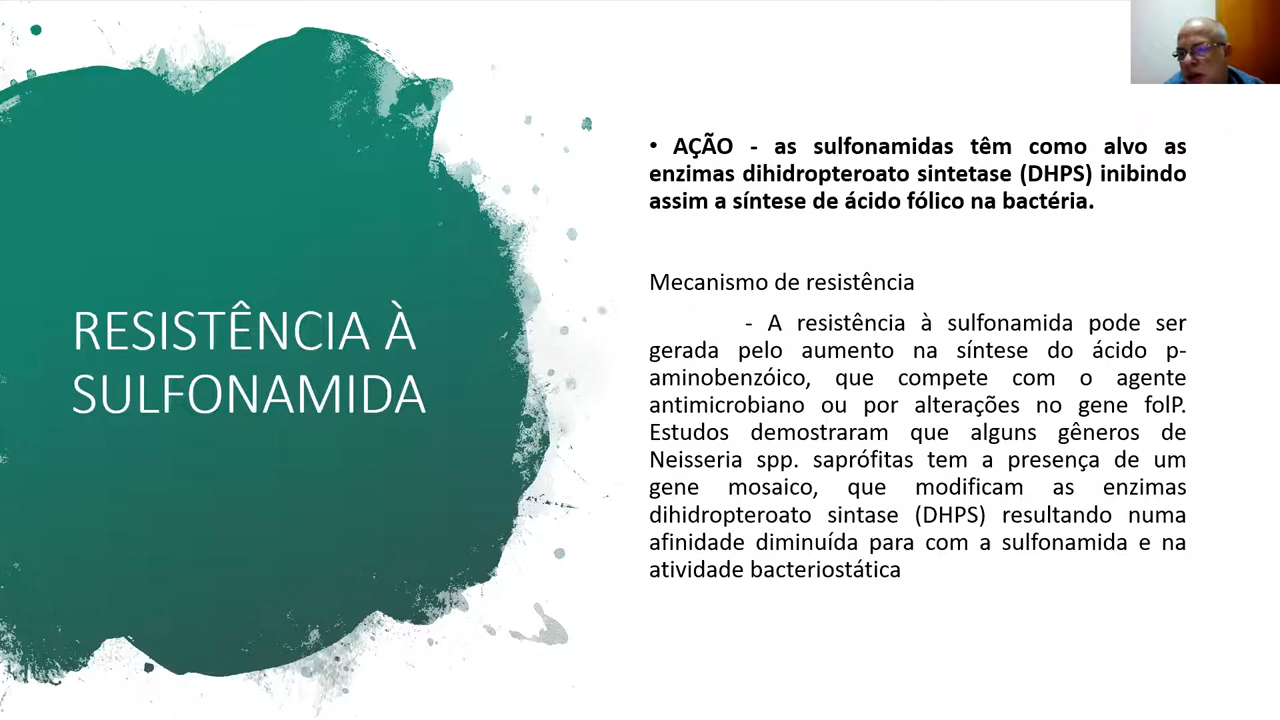 RESISTÊNCIA À
SULFONAMIDA
• AÇÃO - as sulfonamidas têm como alvo as
enzimas dihidropteroato sintetase (DHPS) inibindo
assim a síntese de ácido fólico na bactéria.
Mecanismo de resistência
- A resistência à sulfonamida pode ser
gerada pelo aumento na síntese do ácido p-
aminobenzóico, que compete com o agente
antimicrobiano ou por alterações no gene folP.
Estudos demostraram que alguns gêneros de
Neisseria spp. saprófitas tem a presença de um
gene mosaico, que modificam as enzimas
dihidropteroato sintase (DHPS) resultando numa
afinidade diminuída para com a sulfonamida e na
atividade bacteriostática